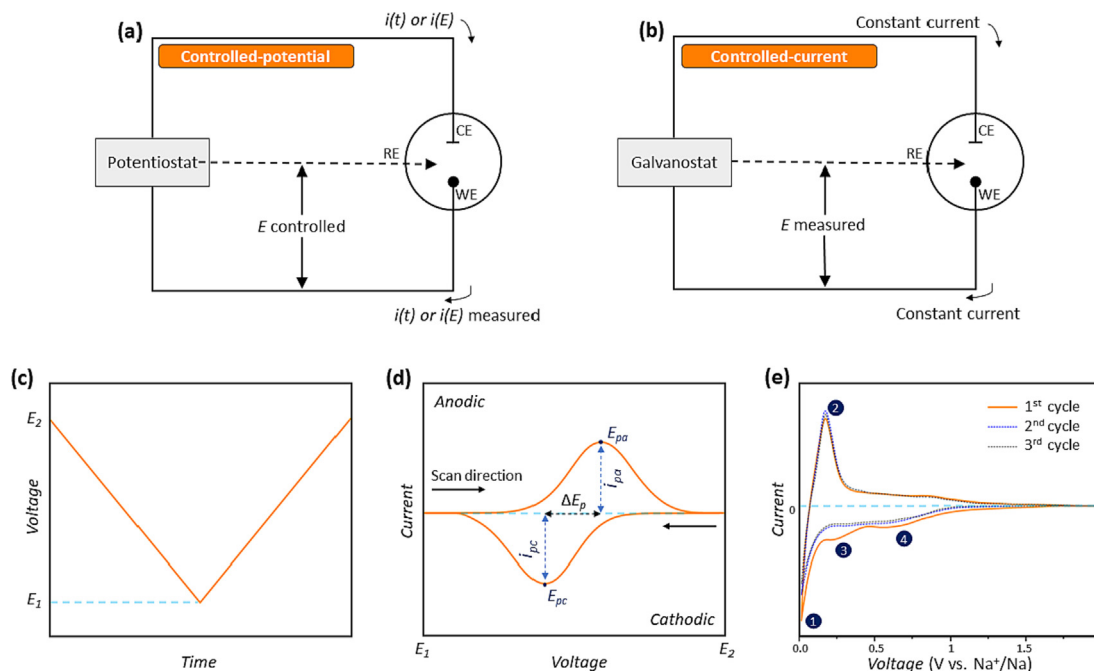 (a)
i(t) or i(E)
Controlled-potential
CE
Potentiostat
RE
WE
E controlled
i(t) or i(E) measured
(b)
Constant current
Controlled-current
CE
Galvanostat
RE
WE
E measured
Constant current
(c)
E2
Voltage
E1
Time
(d)
Anodic
Epa
Scan direction
ipa
ΔEp
Current
ipc
Epc
Cathodic
E1
Voltage
E2
(e)
2
1st cycle
2nd cycle
3rd cycle
Current
0
3
4
1
0.0
0.5
1.0
1.5
Voltage (V vs. Na+/Na)